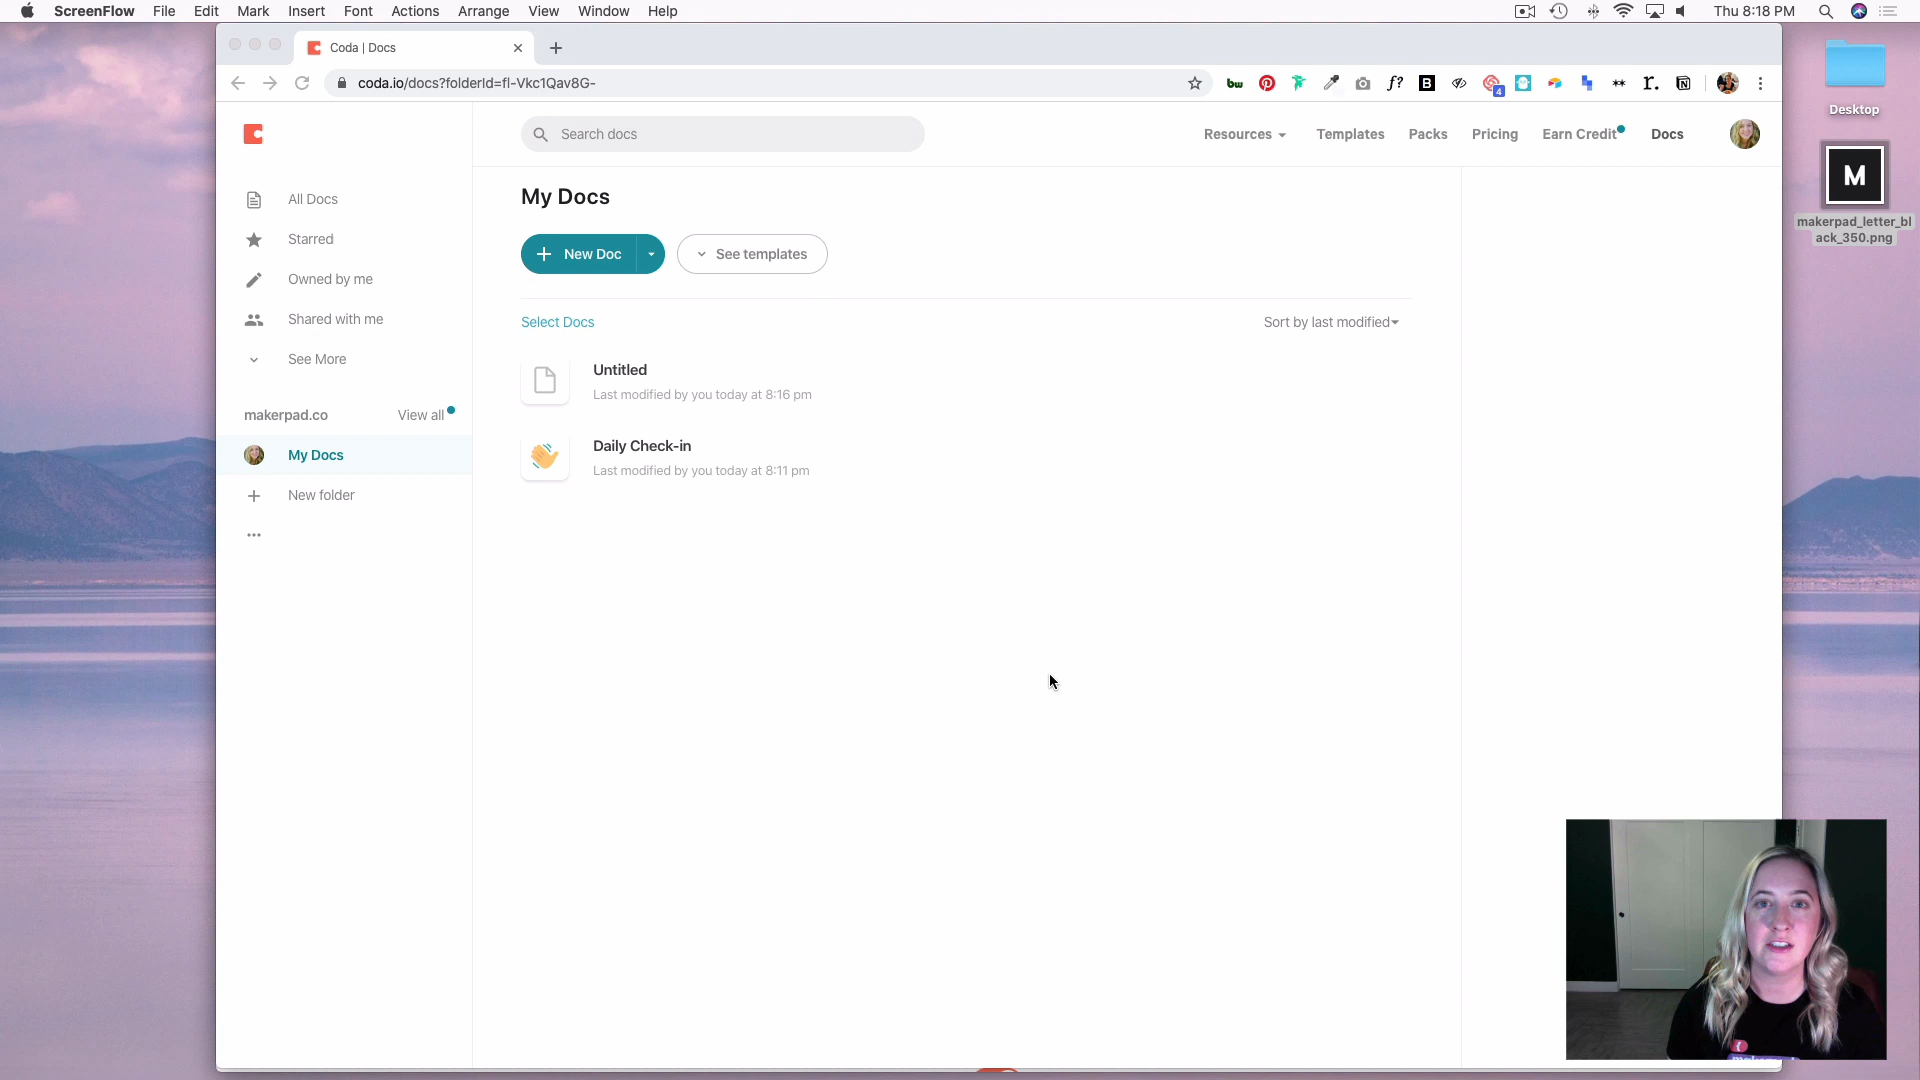 ScreenFlow File Edit Mark Insert Font Actions Arrange View Window Help Thu 8:18 PM
Coda | Docs
coda.io/docs?folderId=fl-Vkc1Qav8G-
bw f? B 4 r.
Search docs
Resources Templates Packs Pricing Earn Credit Docs
Desktop
M
makerpad_letter_bl
ack_350.png
All Docs
Starred
Owned by me
Shared with me
See More
makerpad.co View all
My Docs
New folder
My Docs
New Doc See templates
Select Docs Sort by last modified
Untitled
Last modified by you today at 8:16 pm
Daily Check-in
Last modified by you today at 8:11 pm